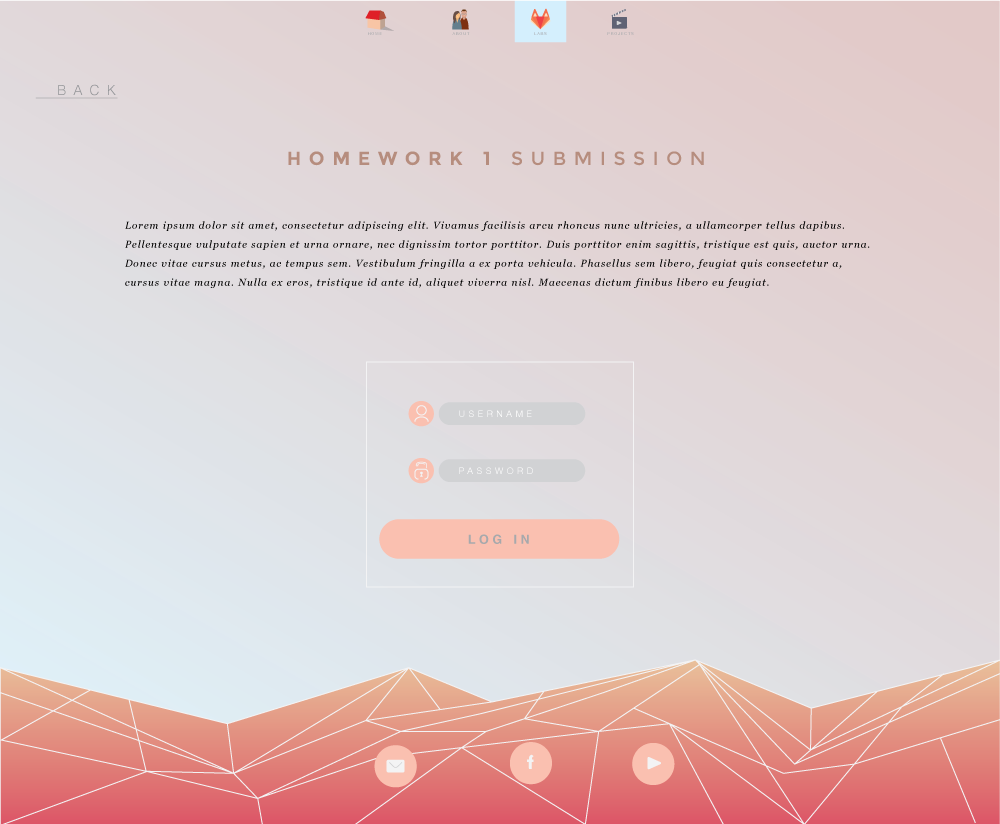 HOME ABOUT LABS PROJECTS
BACK
HOMEWORK 1 SUBMISSION
Lorem ipsum dolor sit amet, consectetur adipiscing elit. Vivamus facilisis arcu rhoncus nunc ultricies, a ullamcorper tellus dapibus.
Pellentesque vulputate sapien et urna ornare, nec dignissim tortor porttitor. Duis porttitor enim sagittis, tristique est quis, auctor urna.
Donec vitae cursus metus, ac tempus sem. Vestibulum fringilla a ex porta vehicula. Phasellus sem libero, feugiat quis consectetur a,
cursus vitae magna. Nulla ex eros, tristique id ante id, aliquet viverra nisl. Maecenas dictum finibus libero eu feugiat.
USERNAME
PASSWORD
LOG IN
f